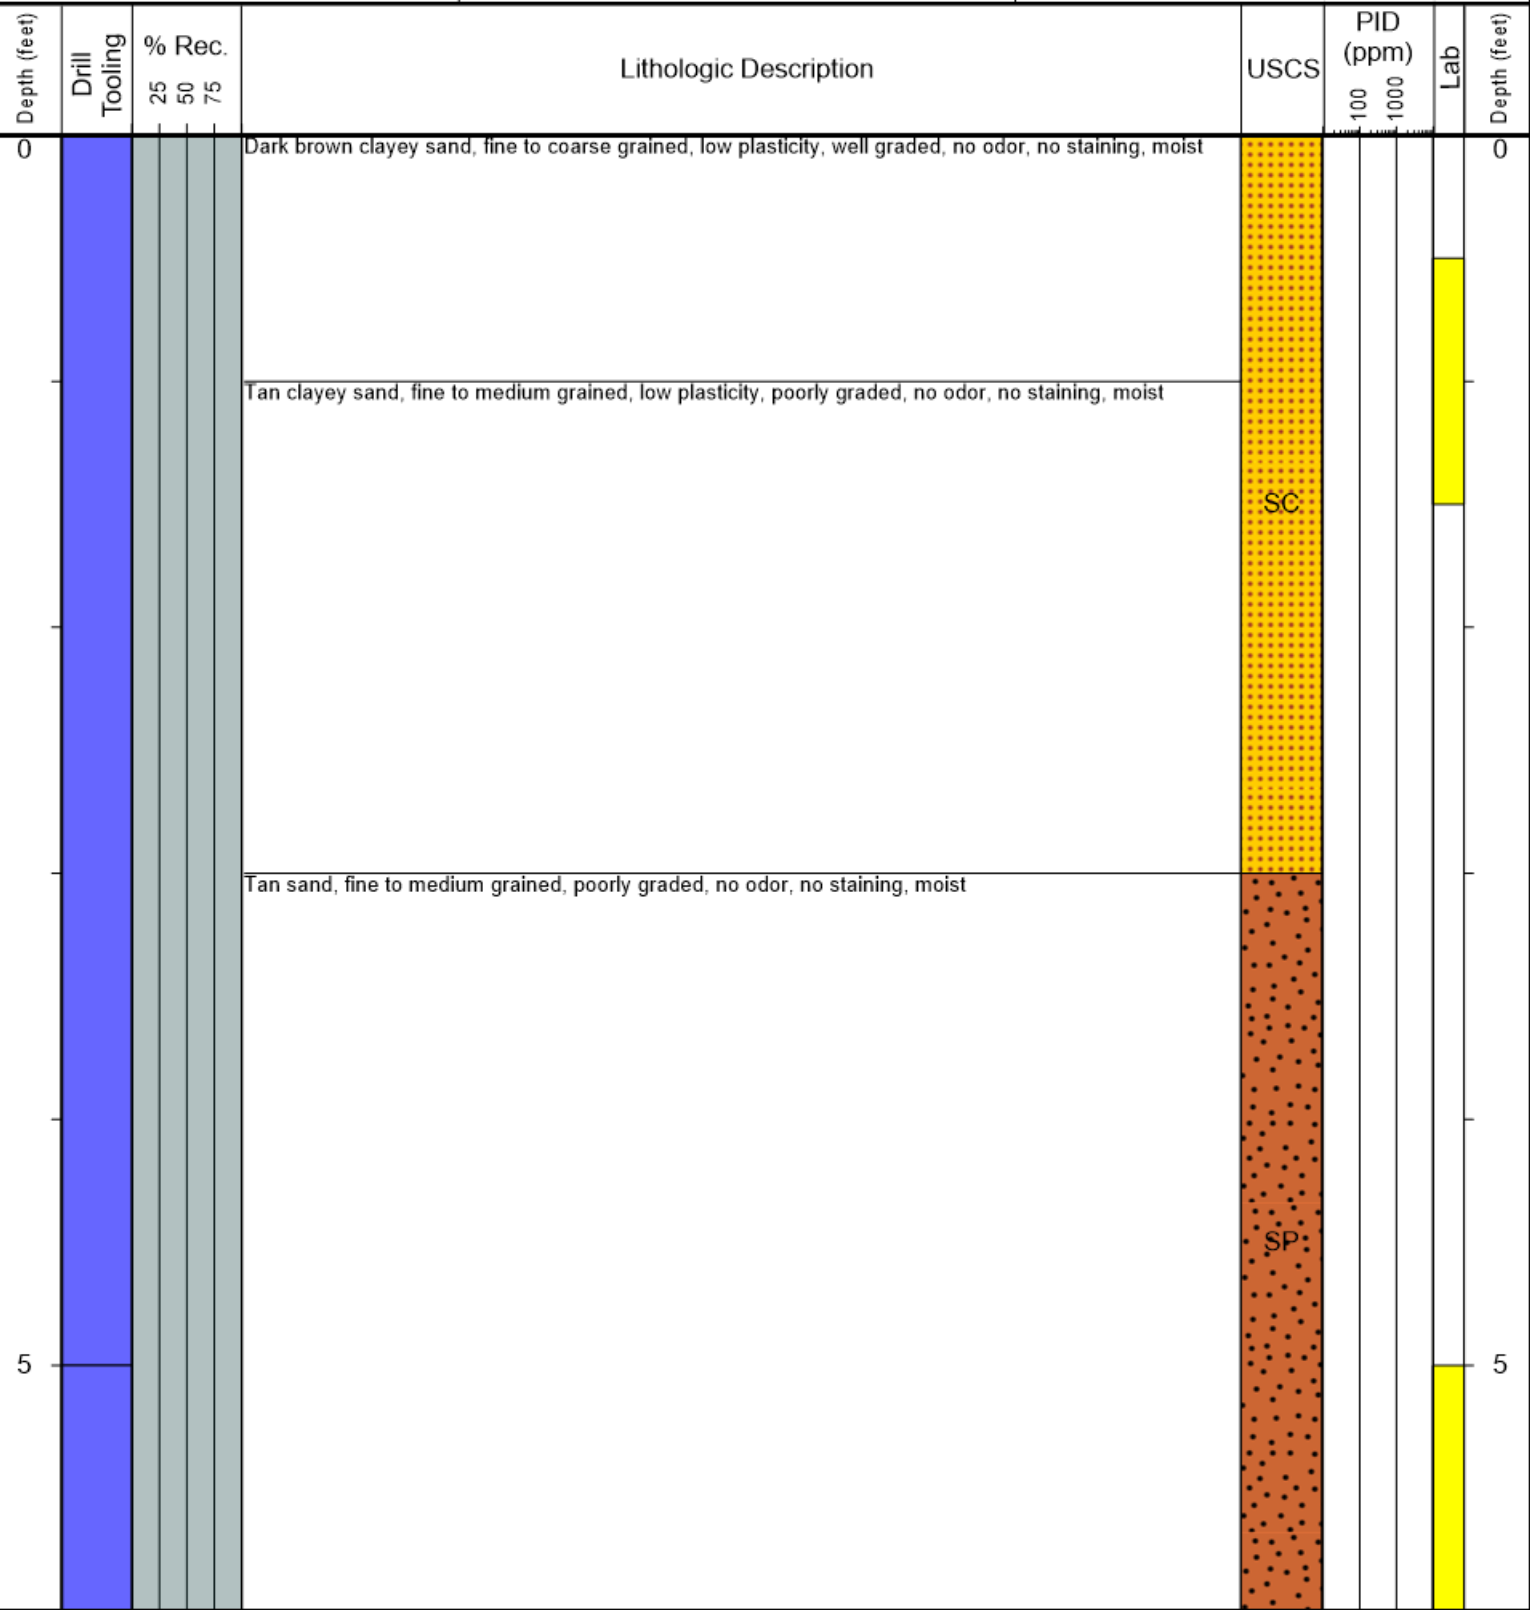 Depth (feet)
Drill
Tooling
% Rec.
25
50
75
Lithologic Description
USCS
PID
(ppm)
100
1000
Lab
Depth (feet)
0
Dark brown clayey sand, fine to coarse grained, low plasticity, well graded, no odor, no staining, moist
0
Tan clayey sand, fine to medium grained, low plasticity, poorly graded, no odor, no staining, moist
SC
Tan sand, fine to medium grained, poorly graded, no odor, no staining, moist
SP
5
5